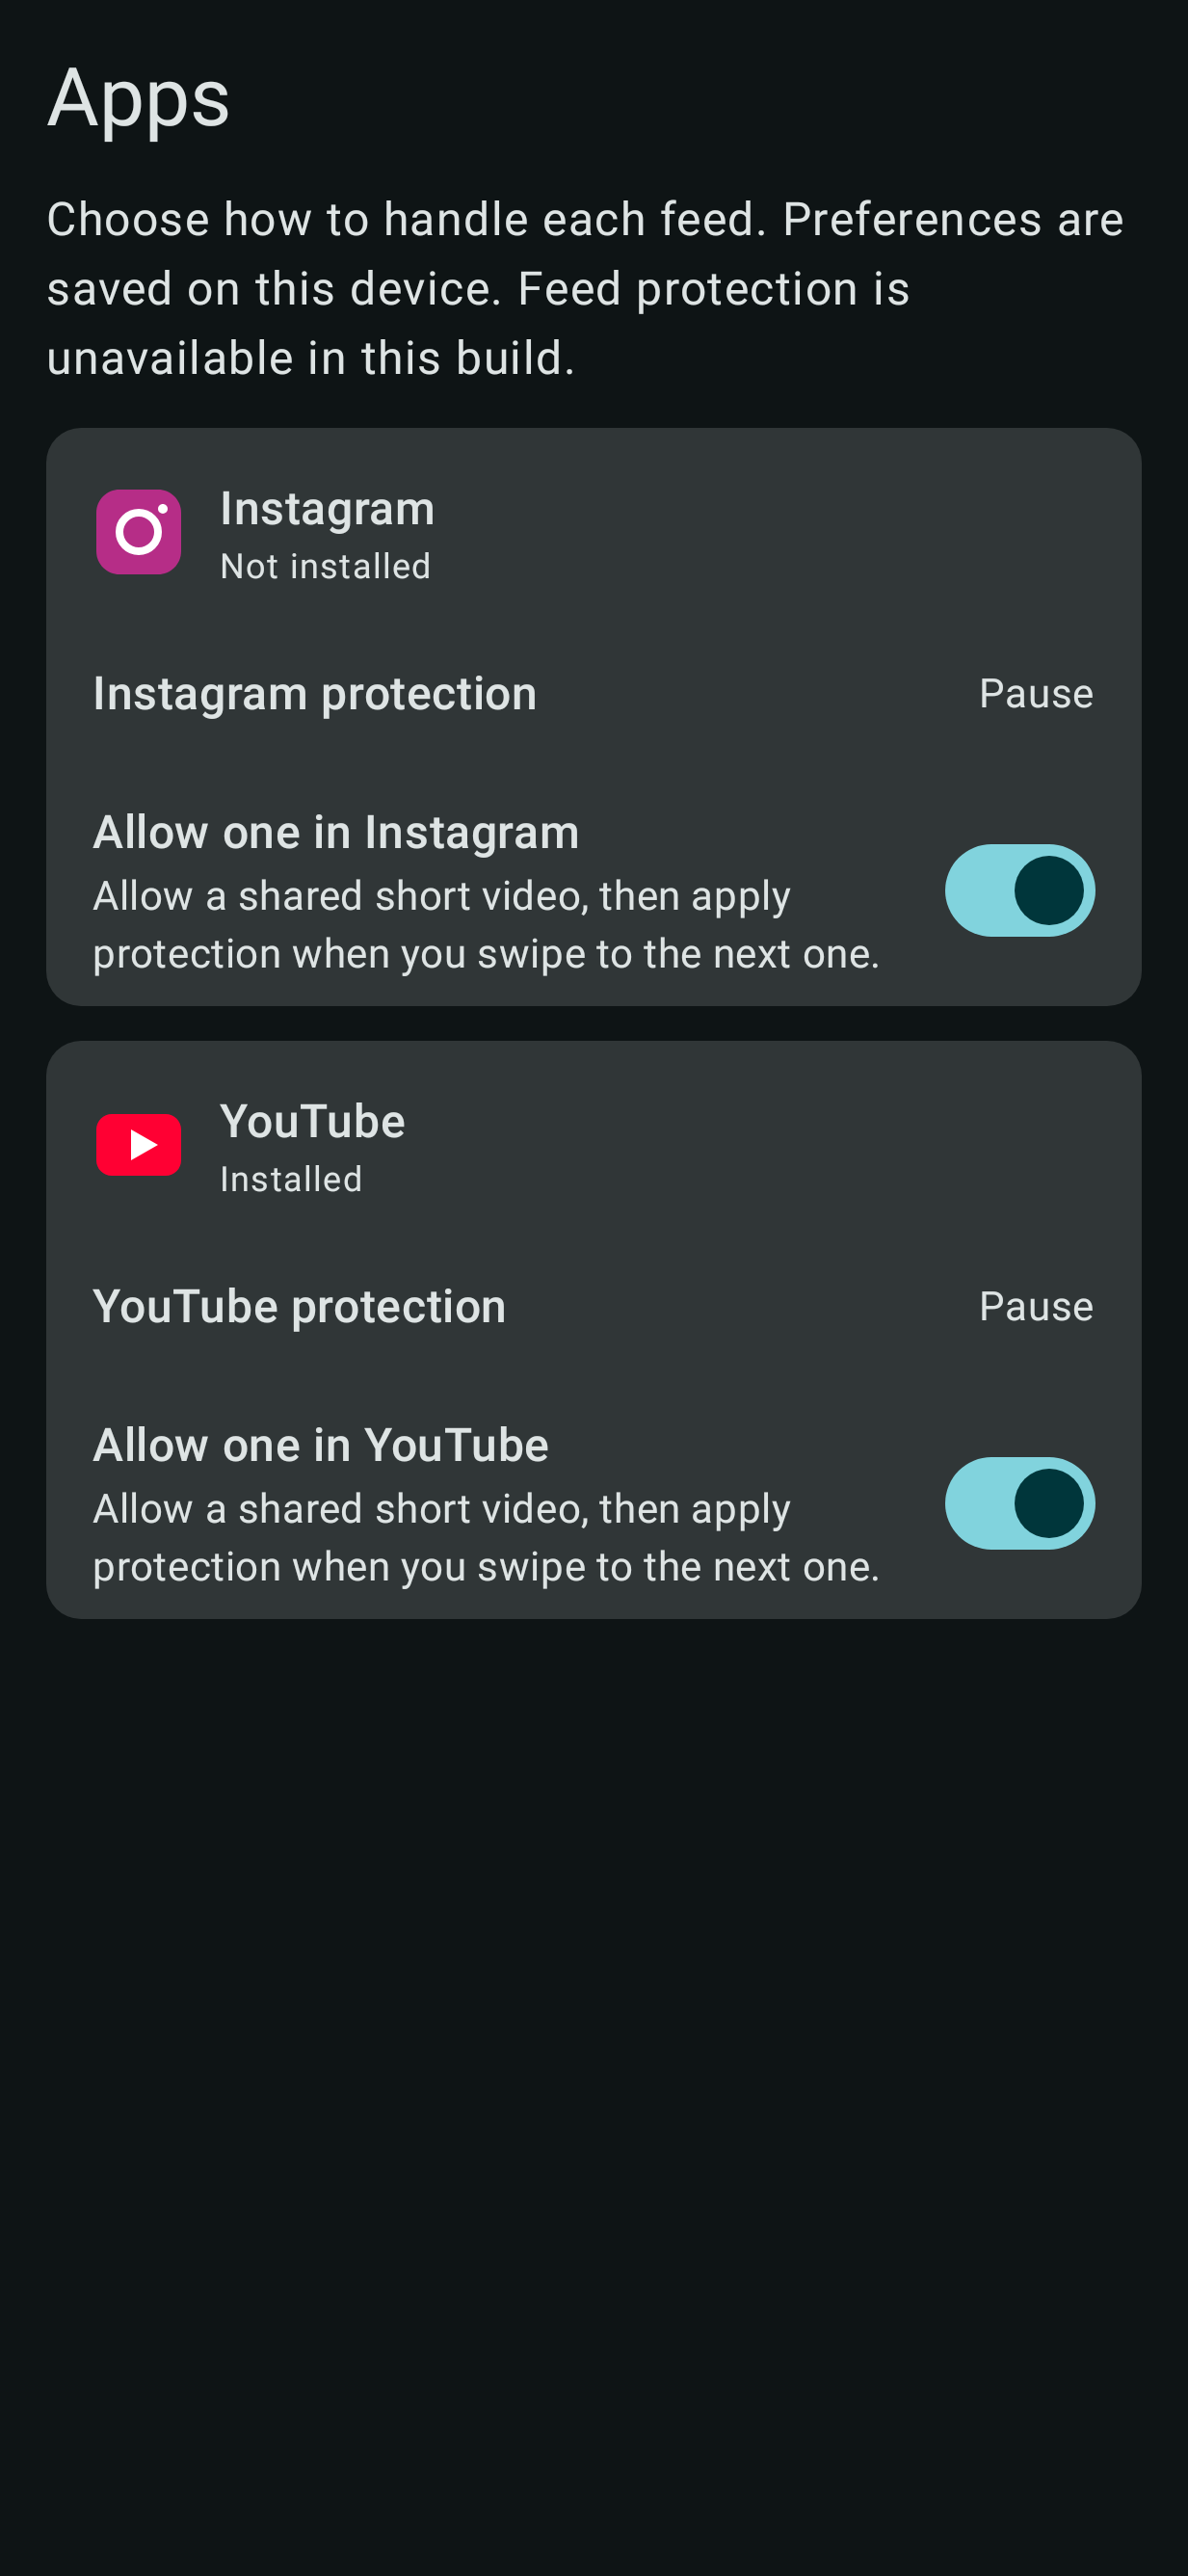 Apps
Choose how to handle each feed. Preferences are
saved on this device. Feed protection is
unavailable in this build.
Instagram
Not installed
Instagram protection
Pause
Allow one in Instagram
Allow a shared short video, then apply
protection when you swipe to the next one.
YouTube
Installed
YouTube protection
Pause
Allow one in YouTube
Allow a shared short video, then apply
protection when you swipe to the next one.